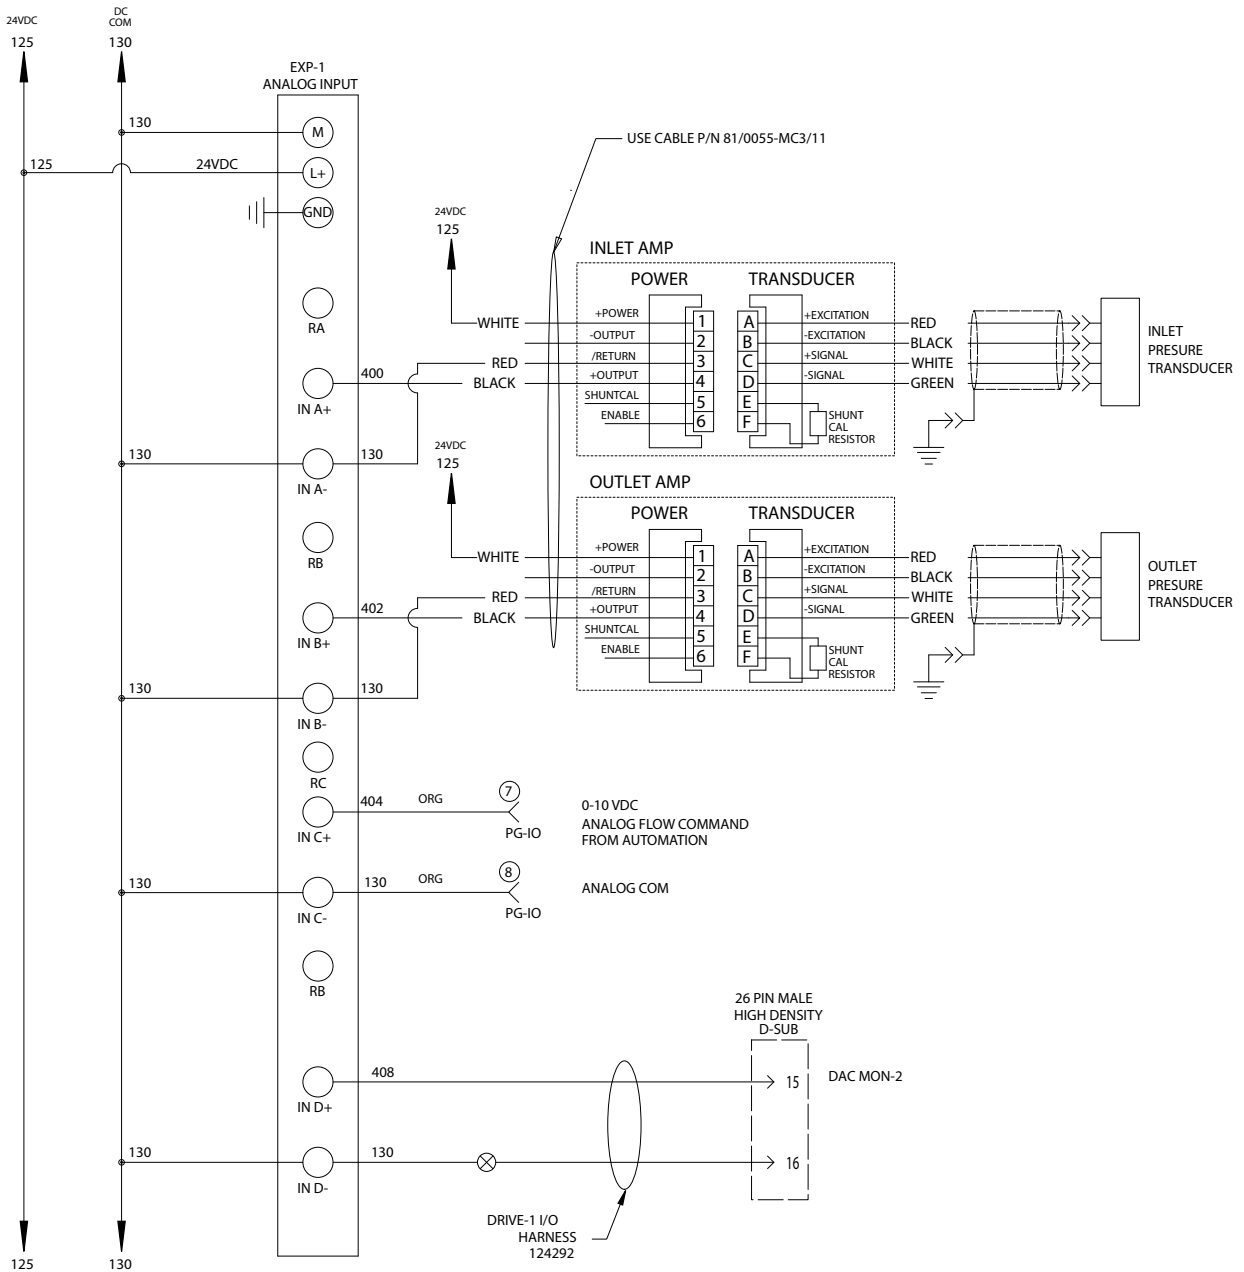 24VDC
125
DC
COM
130
EXP-1
ANALOG INPUT
130
M
125
24VDC
L+
GND
USE CABLE P/N 81/0055-MC3/11
RA
24VDC
125
INLET AMP
POWER
TRANSDUCER
WHITE
+POWER
1
A
+EXCITATION
RED
-OUTPUT
2
B
-EXCITATION
BLACK
RED
/RETURN
3
C
+SIGNAL
WHITE
400
BLACK
+OUTPUT
4
D
-SIGNAL
GREEN
IN A+
SHUNTCAL
5
E
ENABLE
6
F
SHUNT
CAL
RESISTOR
INLET
PRESURE
TRANSDUCER
130
130
IN A-
24VDC
125
OUTLET AMP
POWER
TRANSDUCER
RB
WHITE
+POWER
1
A
+EXCITATION
RED
-OUTPUT
2
B
-EXCITATION
BLACK
RED
/RETURN
3
C
+SIGNAL
WHITE
402
BLACK
+OUTPUT
4
D
-SIGNAL
GREEN
IN B+
SHUNTCAL
5
E
ENABLE
6
F
SHUNT
CAL
RESISTOR
OUTLET
PRESURE
TRANSDUCER
130
130
IN B-
RC
404
ORG
7
PG-IO
IN C+
0-10 VDC
ANALOG FLOW COMMAND
FROM AUTOMATION
130
130
ORG
8
PG-IO
ANALOG COM
IN C-
RB
26 PIN MALE
HIGH DENSITY
D-SUB
408
15
DAC MON-2
IN D+
130
130
16
IN D-
DRIVE-1 I/O
HARNESS
124292
125
130